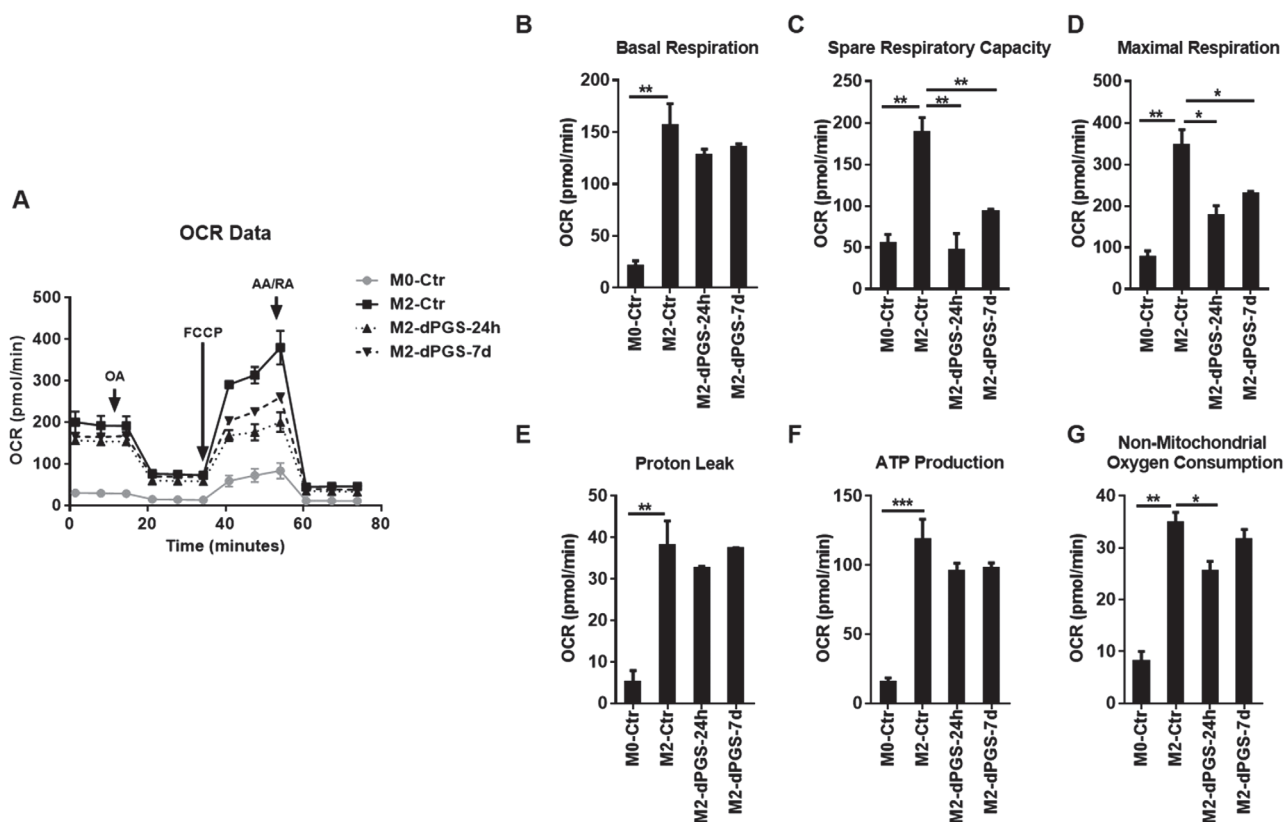 A
OCR Data
OCR (pmol/min)
500
400
300
200
100
0
OA
FCCP
AA/RA
0
20
40
60
80
Time (minutes)
M0-Ctr
M2-Ctr
M2-dPGS-24h
M2-dPGS-7d
B
Basal Respiration
OCR (pmol/min)
200
150
100
50
0
**
M0-Ctr
M2-Ctr
M2-dPGS-24h
M2-dPGS-7d
C
Spare Respiratory Capacity
OCR (pmol/min)
250
200
150
100
50
0
**
**
**
M0-Ctr
M2-Ctr
M2-dPGS-24h
M2-dPGS-7d
D
Maximal Respiration
OCR (pmol/min)
500
400
300
200
100
0
*
**
*
M0-Ctr
M2-Ctr
M2-dPGS-24h
M2-dPGS-7d
E
Proton Leak
OCR (pmol/min)
50
40
30
20
10
0
**
M0-Ctr
M2-Ctr
M2-dPGS-24h
M2-dPGS-7d
F
ATP Production
OCR (pmol/min)
150
100
50
0
***
M0-Ctr
M2-Ctr
M2-dPGS-24h
M2-dPGS-7d
G
Non-Mitochondrial
Oxygen Consumption
OCR (pmol/min)
40
30
20
10
0
**
*
M0-Ctr
M2-Ctr
M2-dPGS-24h
M2-dPGS-7d